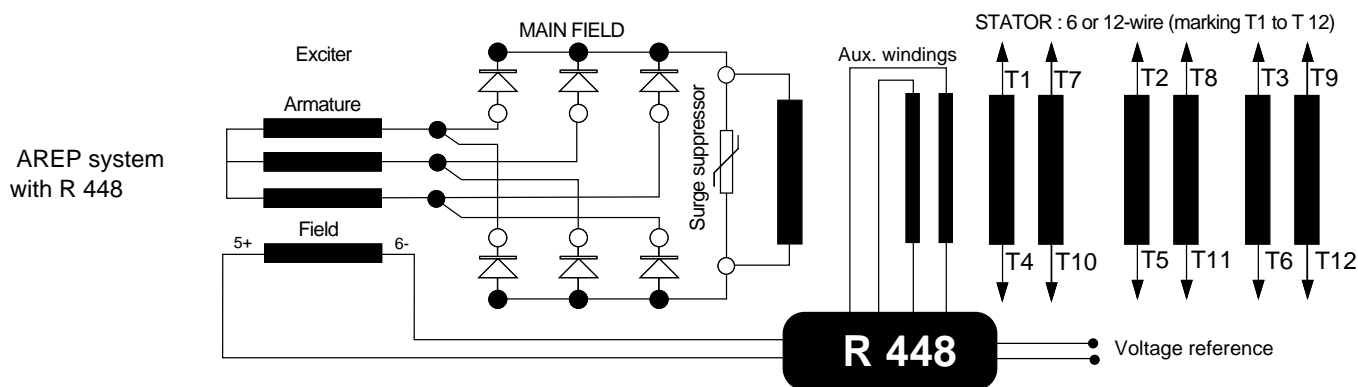 STATOR : 6 or 12-wire (marking T1 to T 12)
MAIN FIELD
Exciter
Aux. windings
T1 T7 T2 T8 T3 T9
Armature
Surge suppressor
AREP system
with R 448
Field
5+ 6-
T4 T10 T5 T11 T6 T12
R 448
Voltage reference